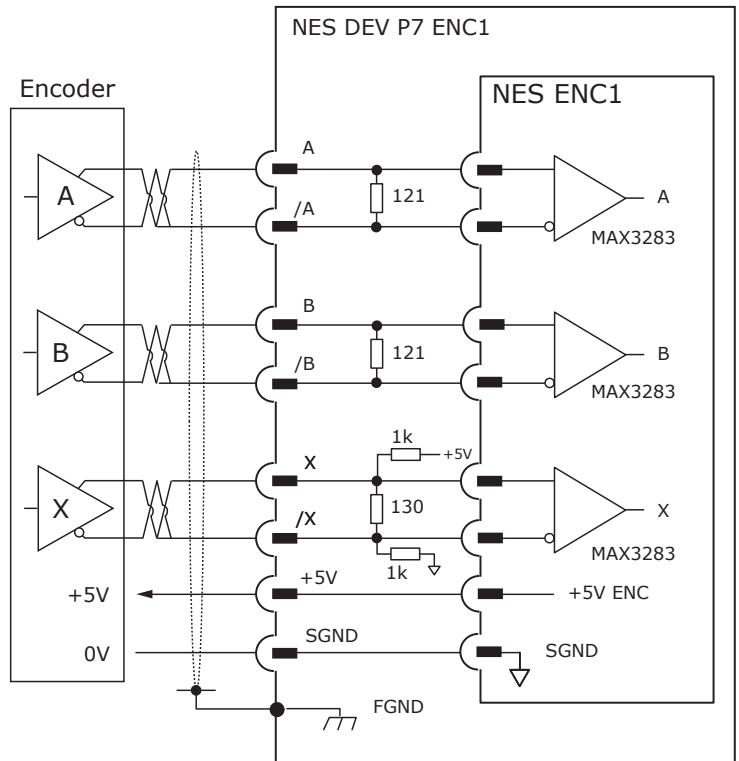 NES DEV P7 ENC1
Encoder
NES ENC1
A
A
/A
121
A
MAX3283
B
B
/B
121
B
MAX3283
1k
+5V
X
X
/X
130
X
MAX3283
1k
+5V
+5V
+5V ENC
0V
SGND
SGND
FGND